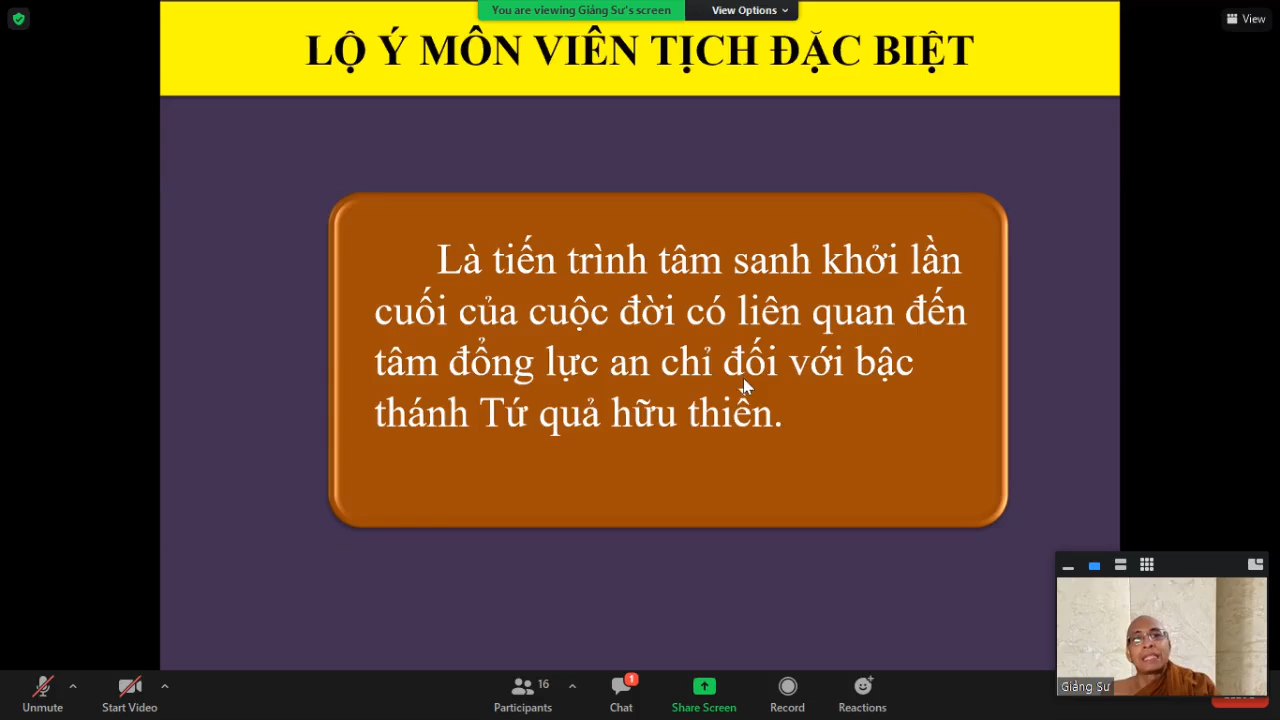 You are viewing Giảng Sư's screen
View Options
View
LỘ Ý MÔN VIÊN TỊCH ĐẶC BIỆT
Là tiến trình tâm sanh khởi lần
cuối của cuộc đời có liên quan đến
tâm đổng lực an chỉ đối với bậc
thánh Tứ quả hữu thiền.
Giảng Sư
Unmute
Start Video
16
Participants
1
Chat
Share Screen
Record
Reactions